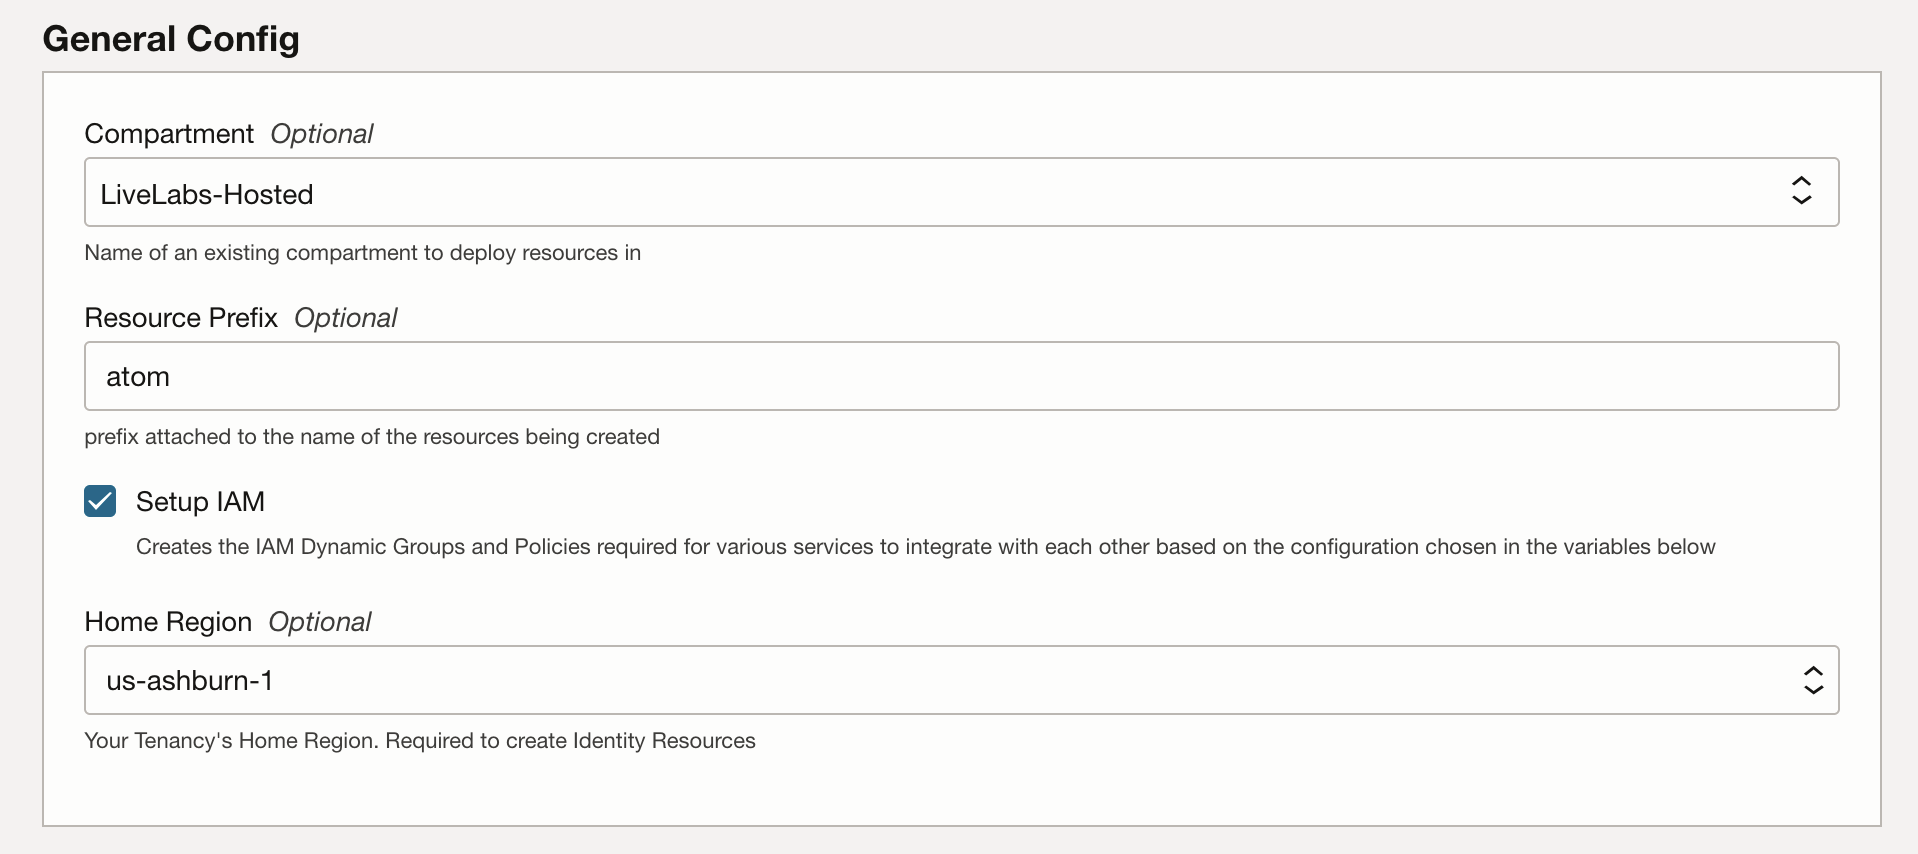 General Config
Compartment Optional
LiveLabs-Hosted
Name of an existing compartment to deploy resources in
Resource Prefix Optional
atom
prefix attached to the name of the resources being created
Setup IAM
Creates the IAM Dynamic Groups and Policies required for various services to integrate with each other based on the configuration chosen in the variables below
Home Region Optional
us-ashburn-1
Your Tenancy's Home Region. Required to create Identity Resources